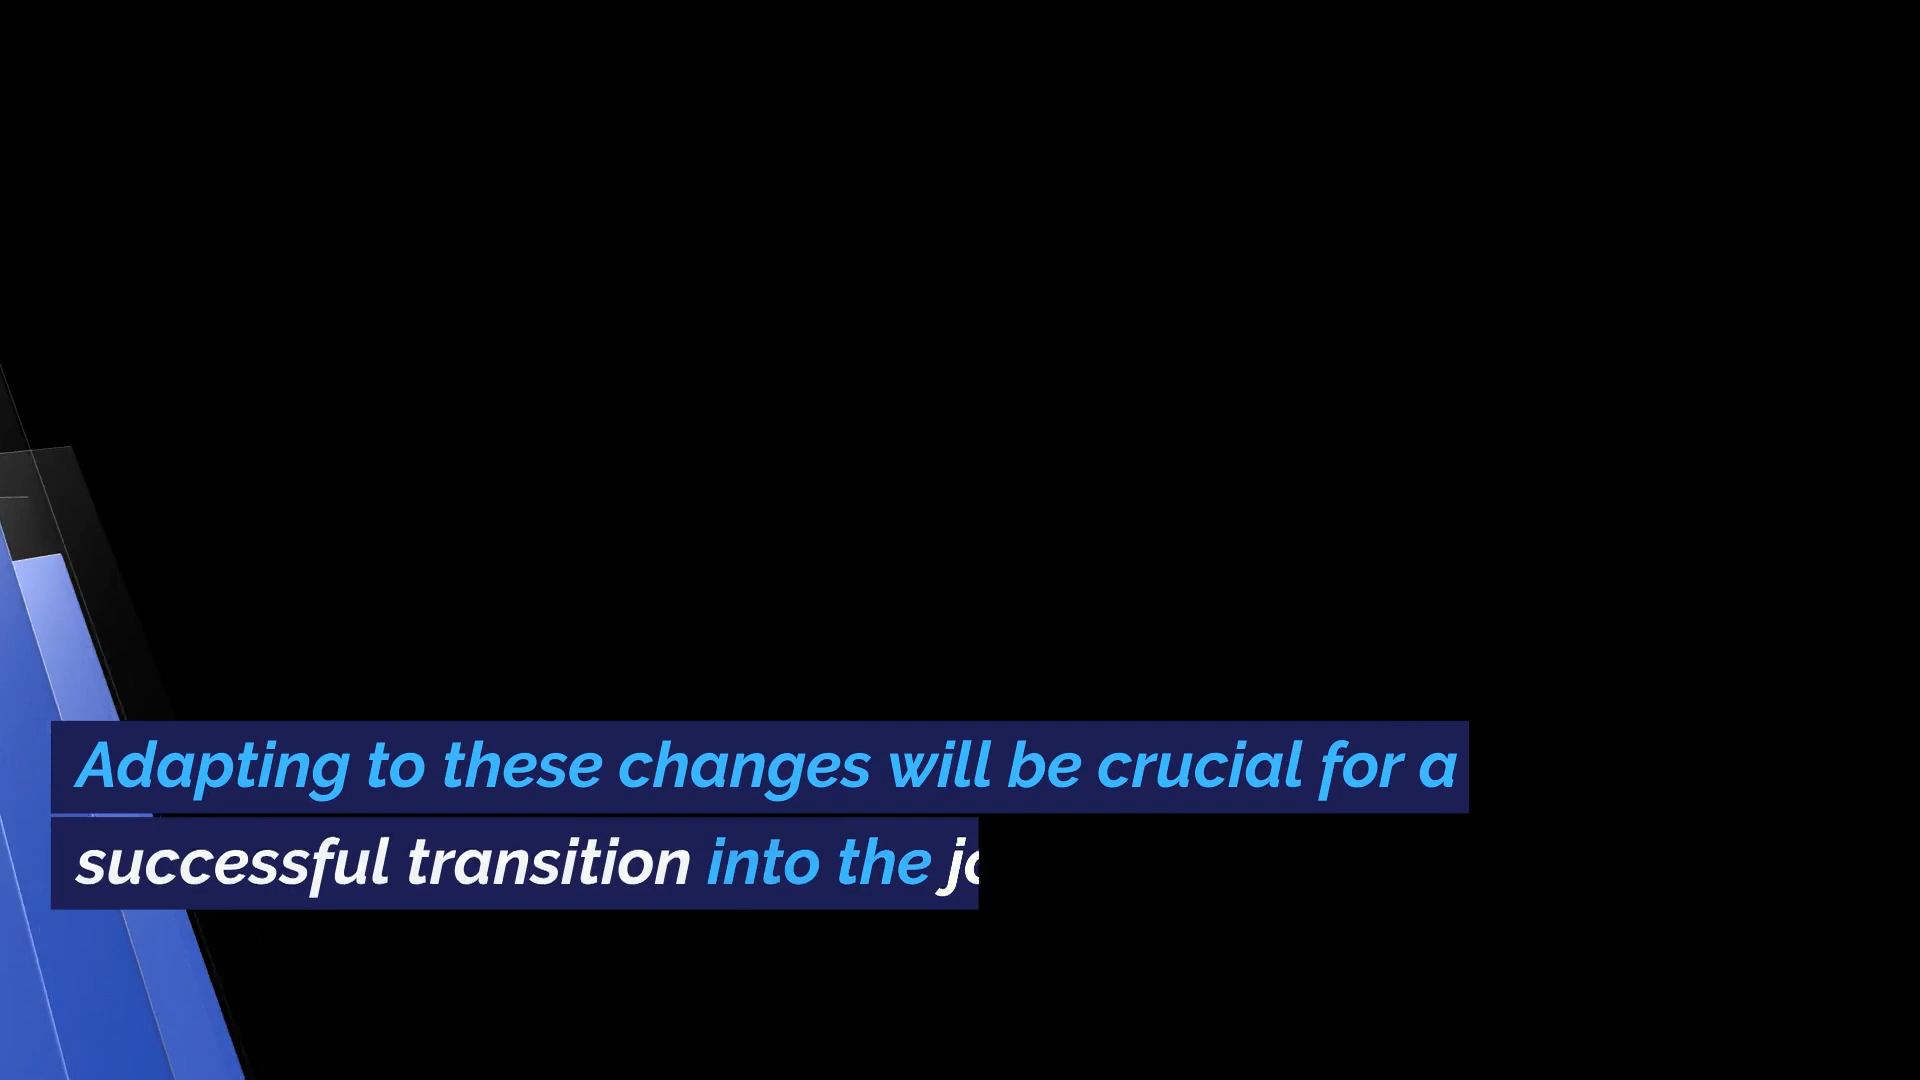 Adapting to these changes will be crucial for a
successful transition into the